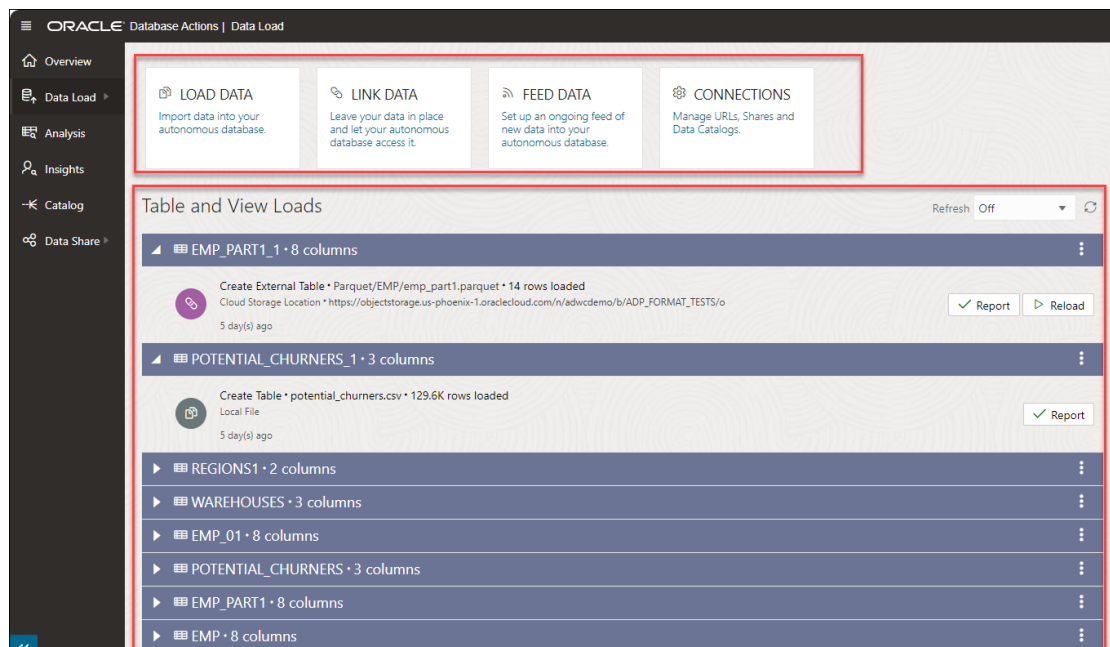 ORACLE Database Actions | Data Load
Overview
Data Load
Analysis
Insights
Catalog
Data Share
LOAD DATA
Import data into your
autonomous database.
LINK DATA
Leave your data in place
and let your autonomous
database access it.
FEED DATA
Set up an ongoing feed of
new data into your
autonomous database.
CONNECTIONS
Manage URLs, Shares and
Data Catalogs.
Table and View Loads
Refresh Off
EMP_PART1_1 • 8 columns
Create External Table • Parquet/EMP/emp_part1.parquet • 14 rows loaded
Cloud Storage Location • https://objectstorage.us-phoenix-1.oraclecloud.com/n/adwcdemo/b/ADP_FORMAT_TESTS/o
5 day(s) ago
Report
Reload
POTENTIAL_CHURNERS_1 • 3 columns
Create Table • potential_churners.csv • 129.6K rows loaded
Local File
5 day(s) ago
Report
REGIONS1 • 2 columns
WAREHOUSES • 3 columns
EMP_01 • 8 columns
POTENTIAL_CHURNERS • 3 columns
EMP_PART1 • 8 columns
EMP • 8 columns